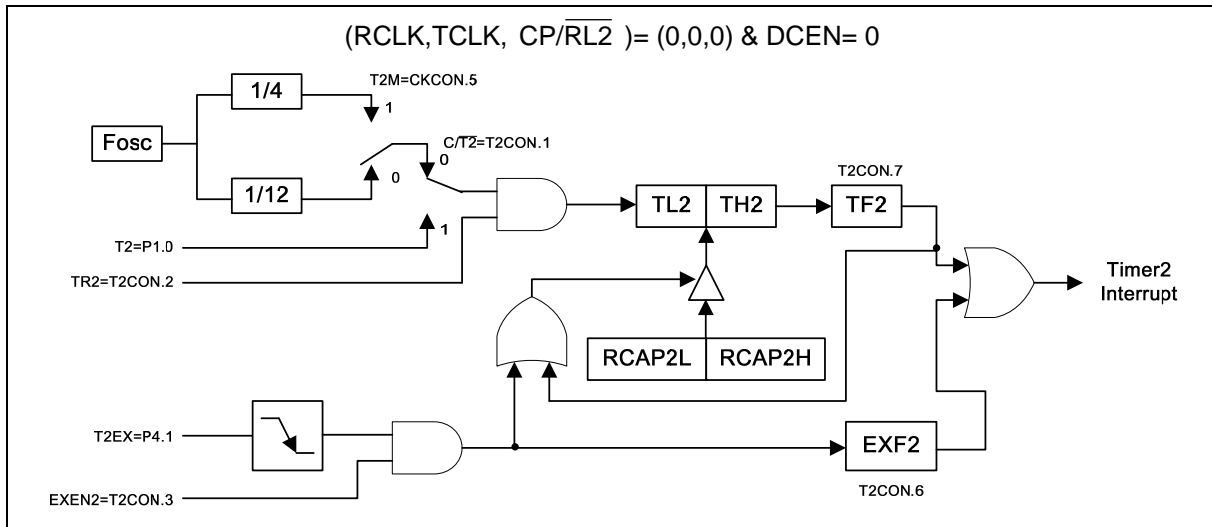 (RCLK,TCLK, CP/RL2 )= (0,0,0) & DCEN= 0
T2M=CKCON.5
1/4
1
Fosc
C/T2=T2CON.1
0
0
1/12
T2CON.7
TL2 TH2 TF2
T2=P1.0
1
TR2=T2CON.2
Timer2
Interrupt
RCAP2L RCAP2H
T2EX=P4.1
EXF2
EXEN2=T2CON.3
T2CON.6